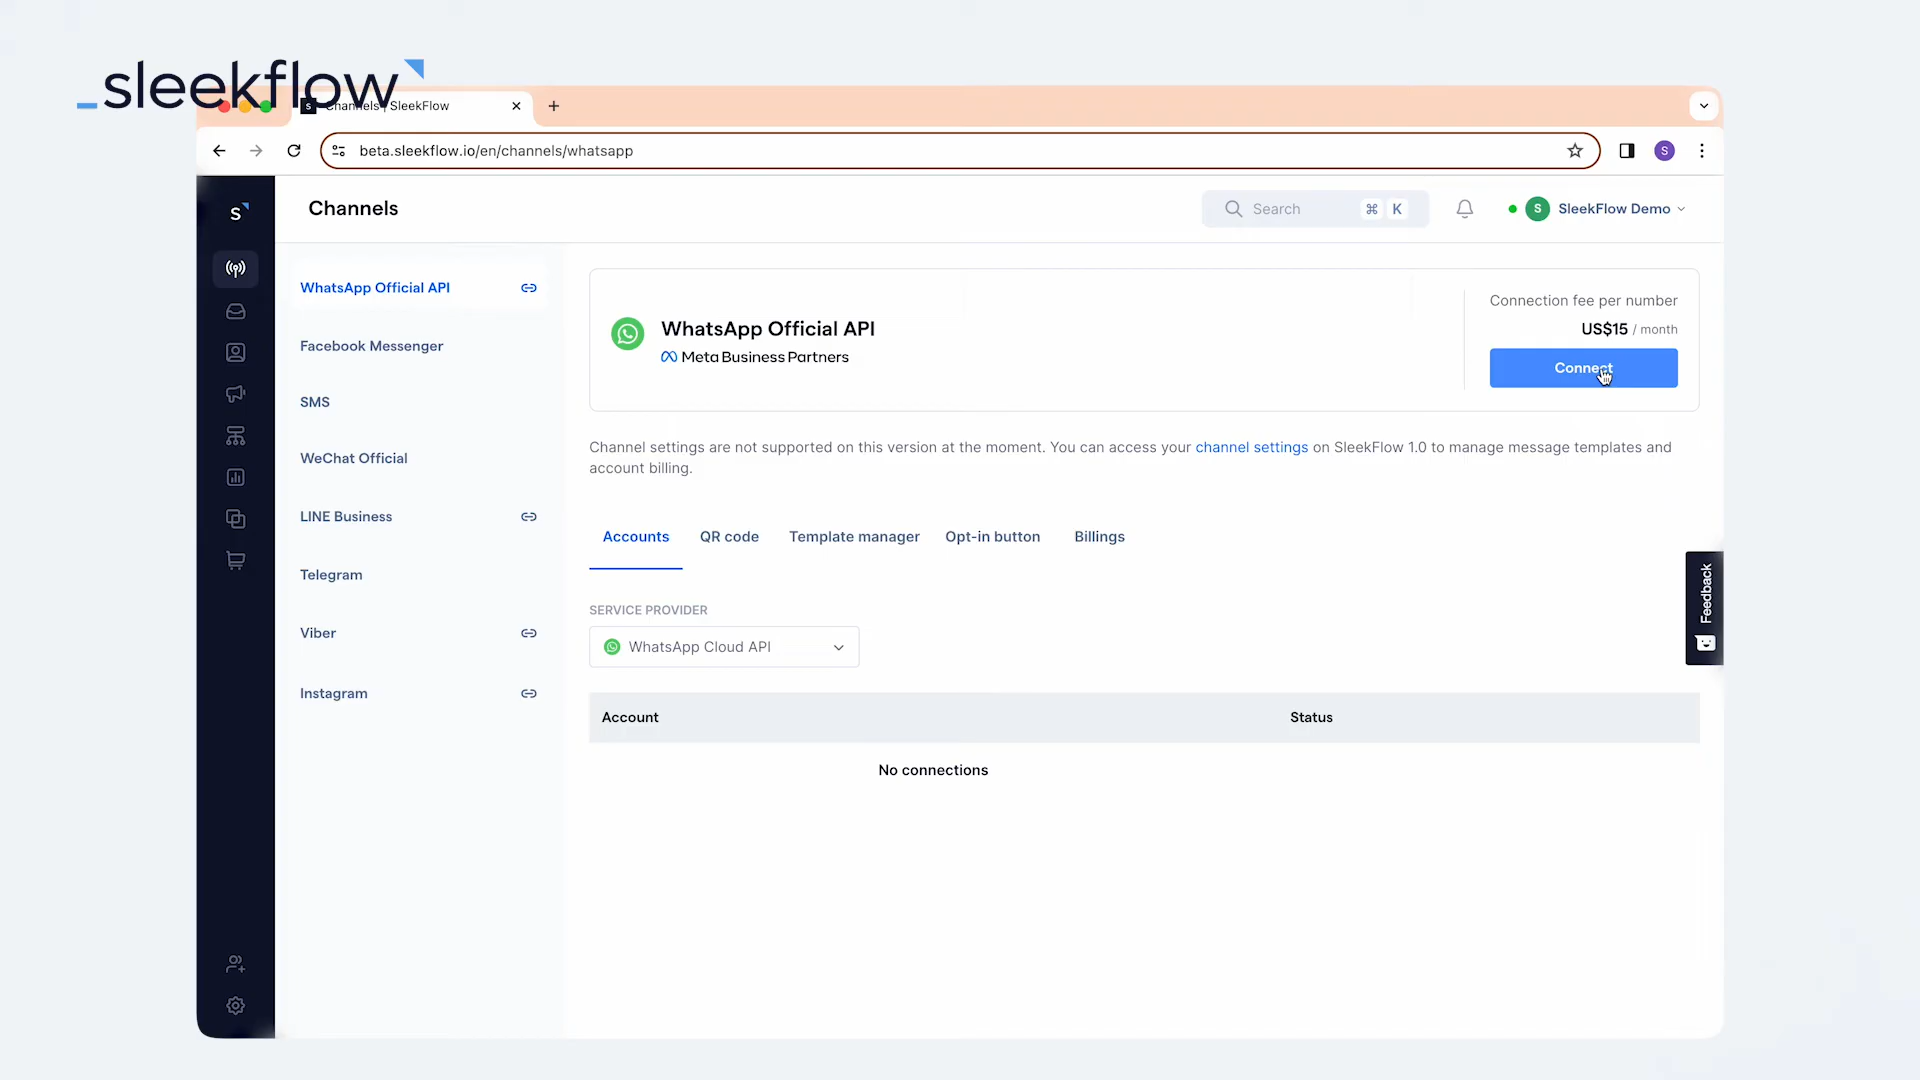 sleekflow
Channels | SleekFlow
beta.sleekflow.io/en/channels/whatsapp
S
S
Channels
Search ⌘ K
S SleekFlow Demo
WhatsApp Official API
Facebook Messenger
SMS
WeChat Official
LINE Business
Telegram
Viber
Instagram
WhatsApp Official API
Meta Business Partners
Connection fee per number
US$15 / month
Connect
Channel settings are not supported on this version at the moment. You can access your channel settings on SleekFlow 1.0 to manage message templates and
account billing.
Accounts QR code Template manager Opt-in button Billings
SERVICE PROVIDER
WhatsApp Cloud API
Account Status
No connections
Feedback